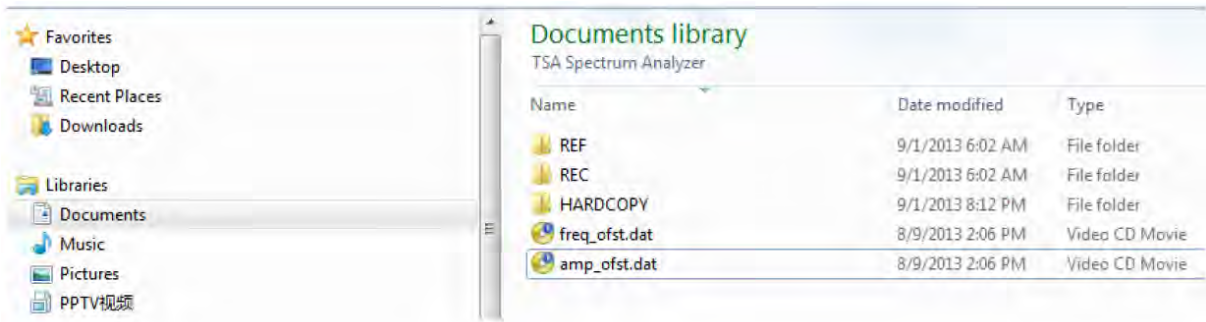 Favorites
Desktop
Recent Places
Downloads
Libraries
Documents
Music
Pictures
PPTV视频
Documents library
TSA Spectrum Analyzer
Name Date modified Type
REF 9/1/2013 6:02 AM File folder
REC 9/1/2013 6:02 AM File folder
HARDCOPY 9/1/2013 8:12 PM File folder
freq_ofst.dat 8/9/2013 2:06 PM Video CD Movie
amp_ofst.dat 8/9/2013 2:06 PM Video CD Movie